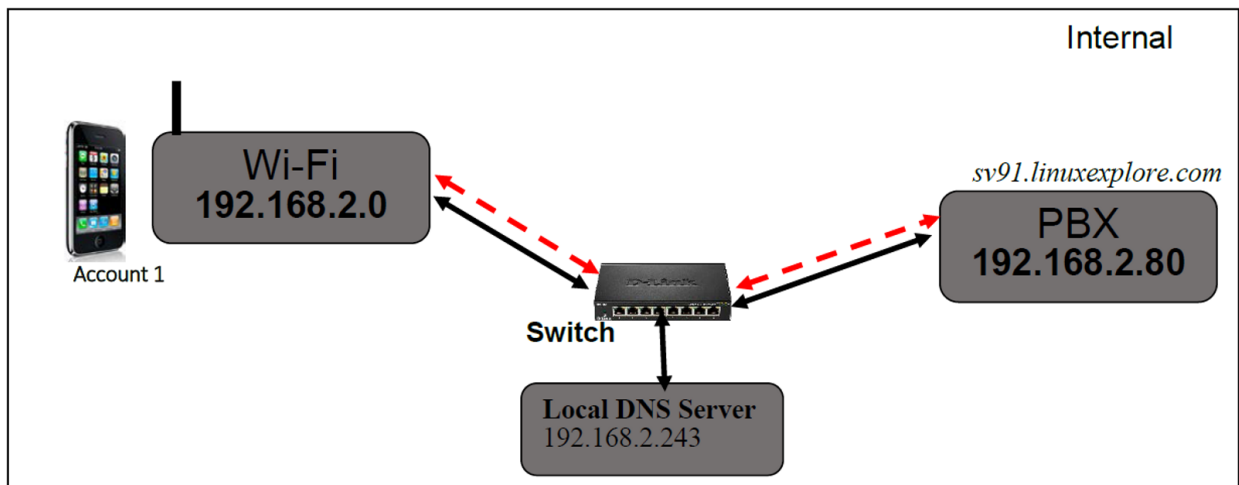 Internal
Wi-Fi
192.168.2.0
Account 1
sv91.linuxexplore.com
PBX
192.168.2.80
D-Link
Switch
Local DNS Server
192.168.2.243